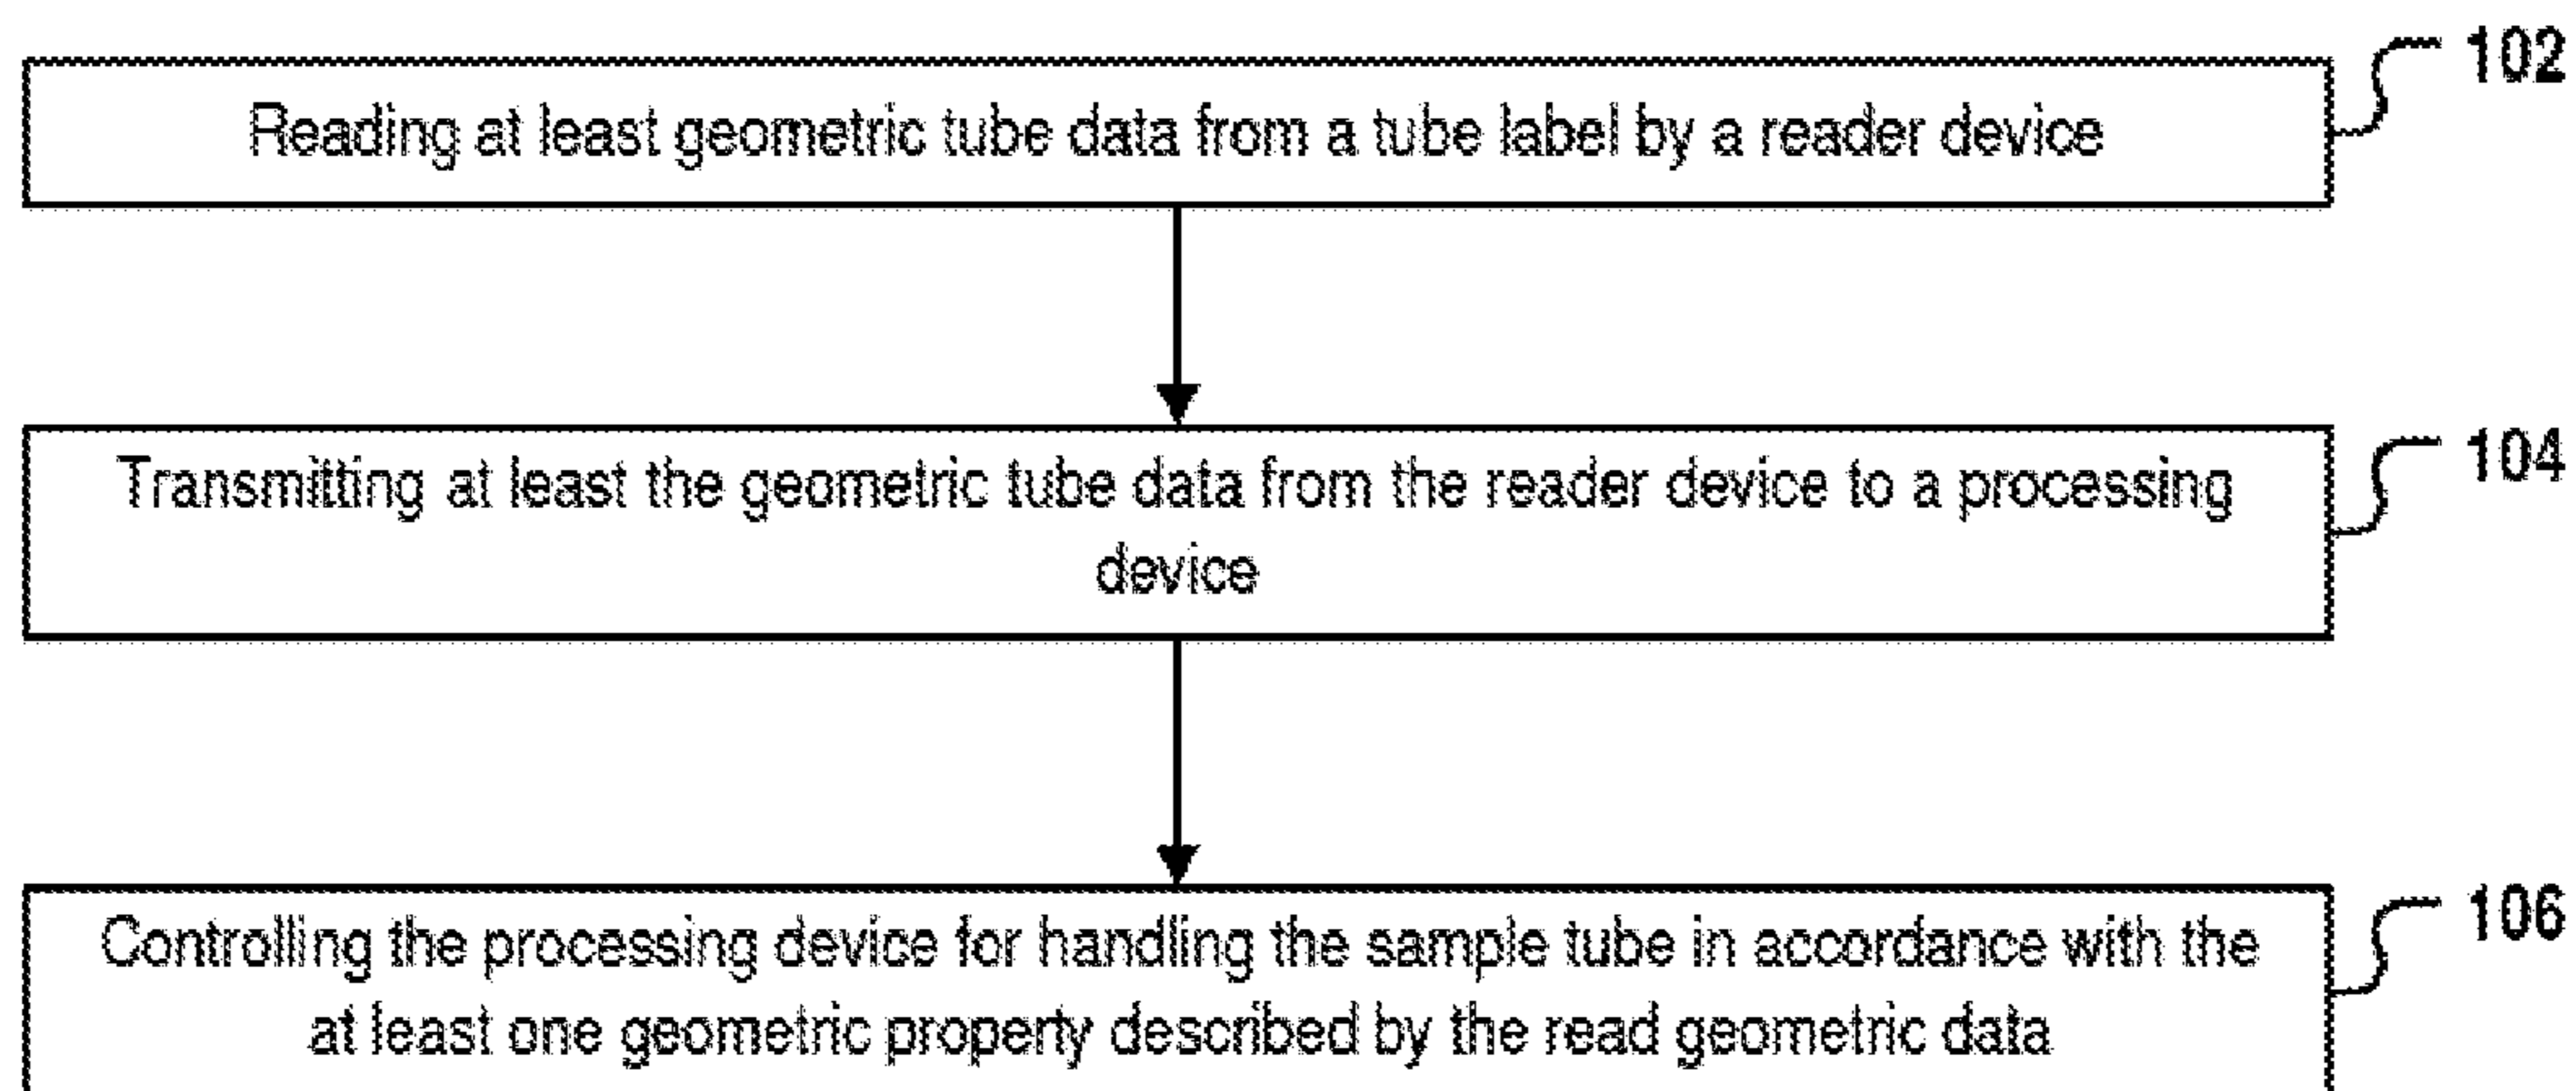 102
Reading at least geometric tube data from a tube label by a reader device
104
Transmitting at least the geometric tube data from the reader device to a processing
device
106
Controlling the processing device for handling the sample tube in accordance with the
at least one geometric property described by the read geometric data